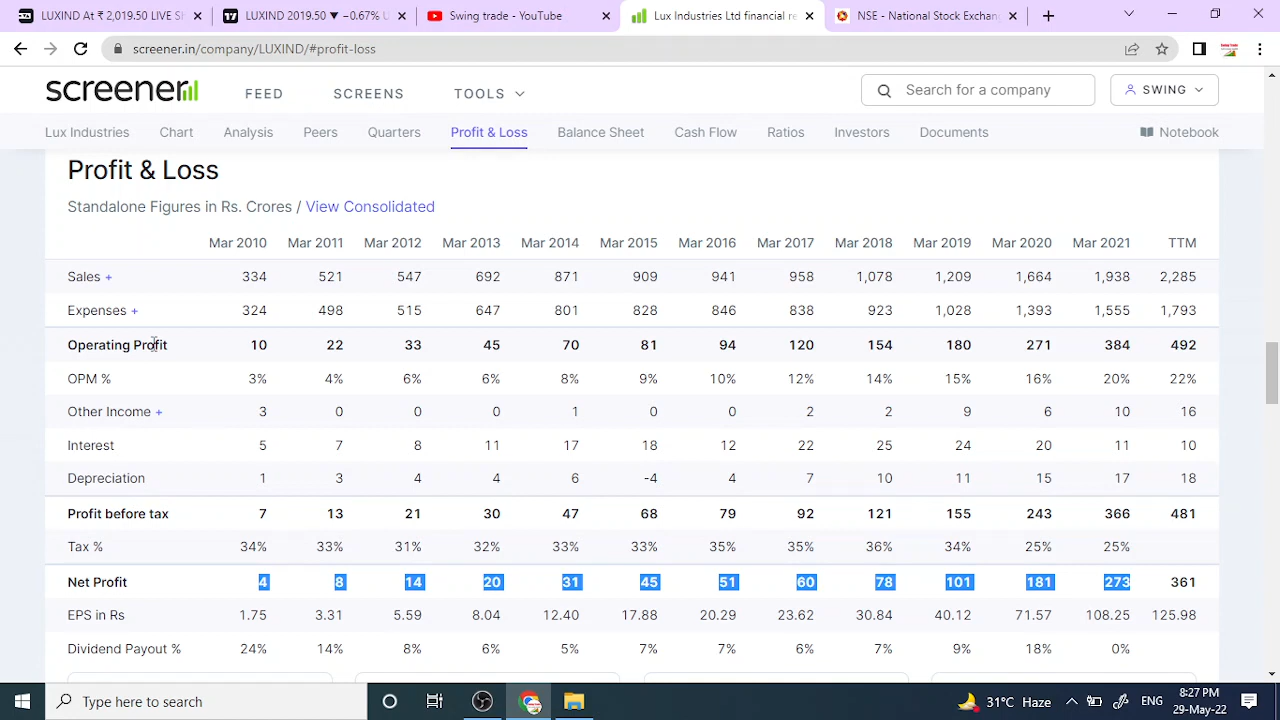 LUX At ₹ 2,019.50 LIVE Sh
LUXIND 2019.50 ▼ −0.67% U
Swing trade - YouTube
Lux Industries Ltd financial re
NSE - National Stock Exchan
screener.in/company/LUXIND/#profit-loss
screener
FEED SCREENS TOOLS
Search for a company
SWING
Lux Industries Chart Analysis Peers Quarters Profit & Loss Balance Sheet Cash Flow Ratios Investors Documents Notebook
Profit & Loss
Standalone Figures in Rs. Crores / View Consolidated
Mar 2010 Mar 2011 Mar 2012 Mar 2013 Mar 2014 Mar 2015 Mar 2016 Mar 2017 Mar 2018 Mar 2019 Mar 2020 Mar 2021 TTM
Sales + 334 521 547 692 871 909 941 958 1,078 1,209 1,664 1,938 2,285
Expenses + 324 498 515 647 801 828 846 838 923 1,028 1,393 1,555 1,793
Operating Profit 10 22 33 45 70 81 94 120 154 180 271 384 492
OPM % 3% 4% 6% 6% 8% 9% 10% 12% 14% 15% 16% 20% 22%
Other Income + 3 0 0 0 1 0 0 2 2 9 6 10 16
Interest 5 7 8 11 17 18 12 22 25 24 20 11 10
Depreciation 1 3 4 4 6 -4 4 7 10 11 15 17 18
Profit before tax 7 13 21 30 47 68 79 92 121 155 243 366 481
Tax % 34% 33% 31% 32% 33% 33% 35% 35% 36% 34% 25% 25%
Net Profit 4 8 14 20 31 45 51 60 78 101 181 273 361
EPS in Rs 1.75 3.31 5.59 8.04 12.40 17.88 20.29 23.62 30.84 40.12 71.57 108.25 125.98
Dividend Payout % 24% 14% 8% 6% 5% 7% 7% 6% 7% 9% 18% 0%
Type here to search
31°C Haze
ENG
8:27 PM
29-May-22